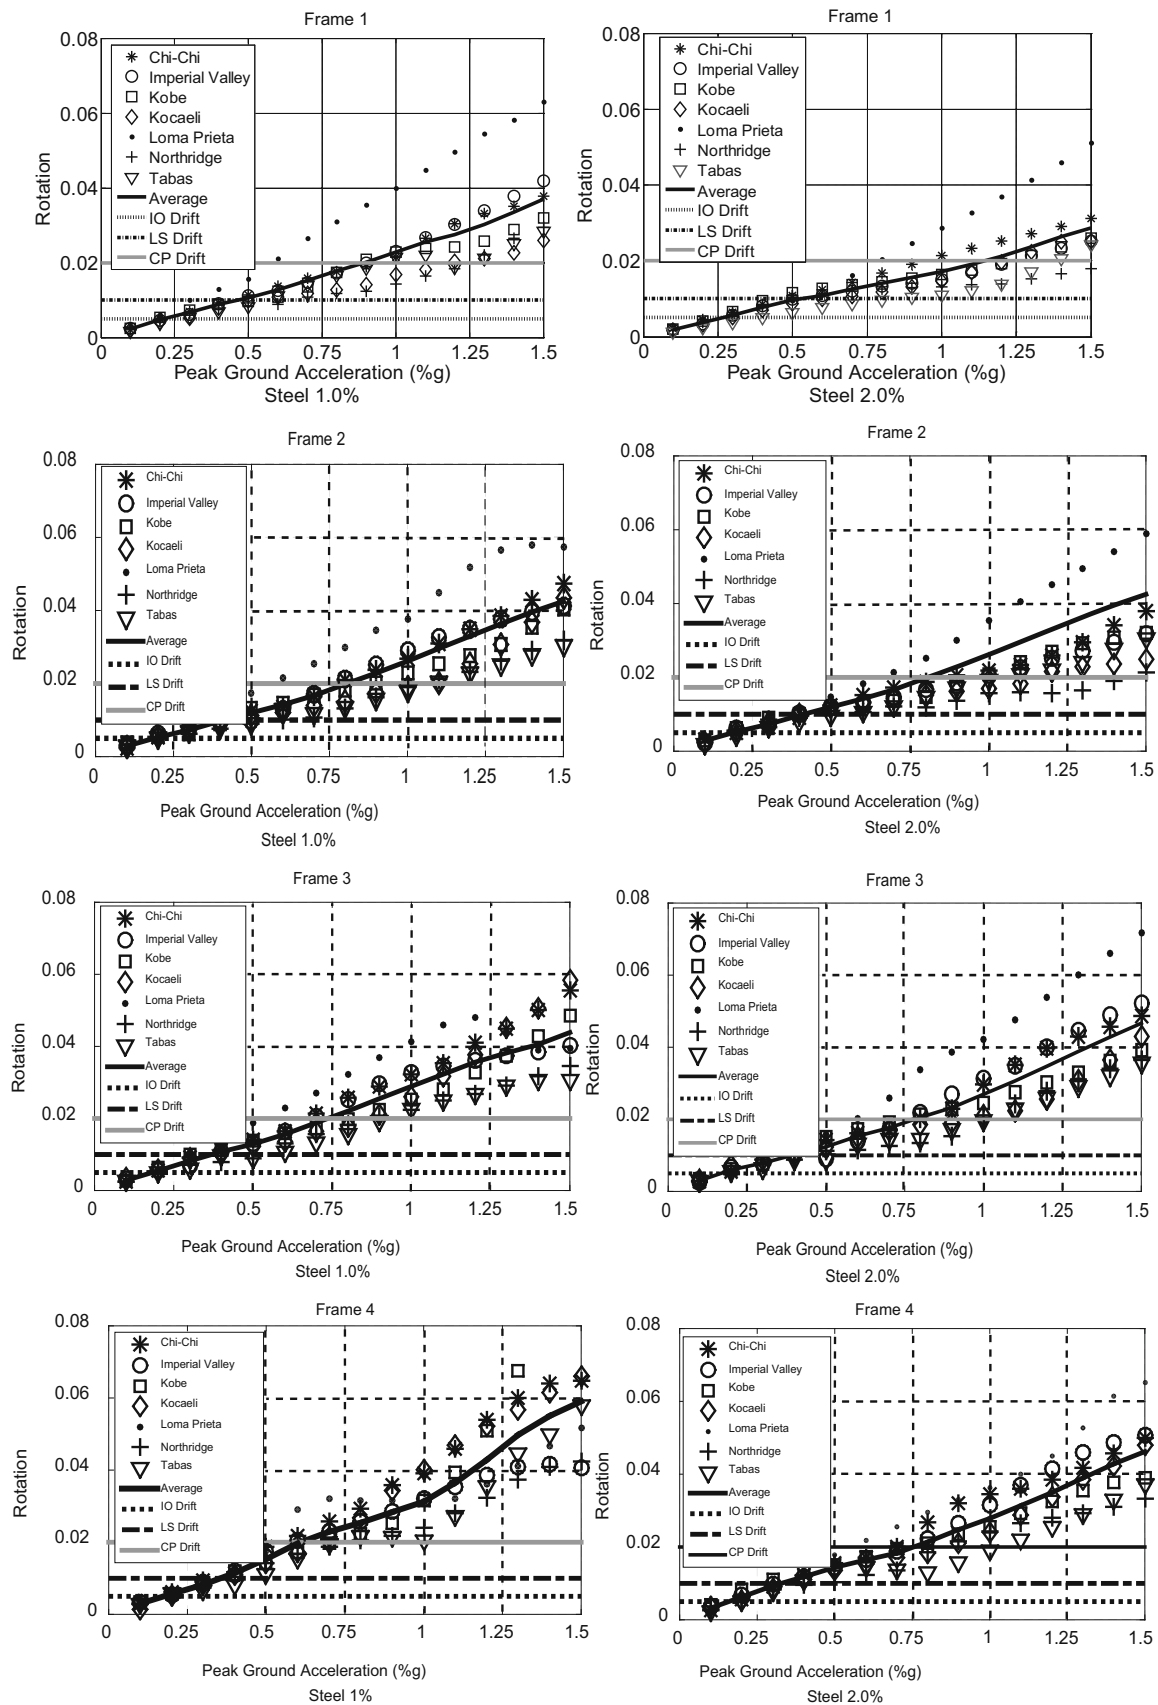 Frame 1
0.08
0.06
0.04
0.02
0
Rotation
Chi-Chi
Imperial Valley
Kobe
Kocaeli
Loma Prieta
Northridge
Tabas
Average
IO Drift
LS Drift
CP Drift
0 0.25 0.5 0.75 1 1.25 1.5
Peak Ground Acceleration (%g)
Steel 1.0%
Frame 1
0.08
0.06
0.04
0.02
0
Rotation
Chi-Chi
Imperial Valley
Kobe
Kocaeli
Loma Prieta
Northridge
Tabas
Average
IO Drift
LS Drift
CP Drift
0 0.25 0.5 0.75 1 1.25 1.5
Peak Ground Acceleration (%g)
Steel 2.0%
Frame 2
0.08
0.06
0.04
0.02
0
Rotation
Chi-Chi
Imperial Valley
Kobe
Kocaeli
Loma Prieta
Northridge
Tabas
Average
IO Drift
LS Drift
CP Drift
0 0.25 0.5 0.75 1 1.25 1.5
Peak Ground Acceleration (%g)
Steel 1.0%
Frame 2
0.08
0.06
0.04
0.02
0
Rotation
Chi-Chi
Imperial Valley
Kobe
Kocaeli
Loma Prieta
Northridge
Tabas
Average
IO Drift
LS Drift
CP Drift
0 0.25 0.5 0.75 1 1.25 1.5
Peak Ground Acceleration (%g)
Steel 2.0%
Frame 3
0.08
0.06
0.04
0.02
0
Rotation
Chi-Chi
Imperial Valley
Kobe
Kocaeli
Loma Prieta
Northridge
Tabas
Average
IO Drift
LS Drift
CP Drift
0 0.25 0.5 0.75 1 1.25 1.5
Peak Ground Acceleration (%g)
Steel 1.0%
Frame 3
0.08
0.06
0.04
0.02
0
Rotation
Chi-Chi
Imperial Valley
Kobe
Kocaeli
Loma Prieta
Northridge
Tabas
Average
IO Drift
LS Drift
CP Drift
0 0.25 0.5 0.75 1 1.25 1.5
Peak Ground Acceleration (%g)
Steel 2.0%
Frame 4
0.08
0.06
0.04
0.02
0
Rotation
Chi-Chi
Imperial Valley
Kobe
Kocaeli
Loma Prieta
Northridge
Tabas
Average
IO Drift
LS Drift
CP Drift
0 0.25 0.5 0.75 1 1.25 1.5
Peak Ground Acceleration (%g)
Steel 1%
Frame 4
0.08
0.06
0.04
0.02
0
Rotation
Chi-Chi
Imperial Valley
Kobe
Kocaeli
Loma Prieta
Northridge
Tabas
Average
IO Drift
LS Drift
CP Drift
0 0.25 0.5 0.75 1 1.25 1.5
Peak Ground Acceleration (%g)
Steel 2.0%